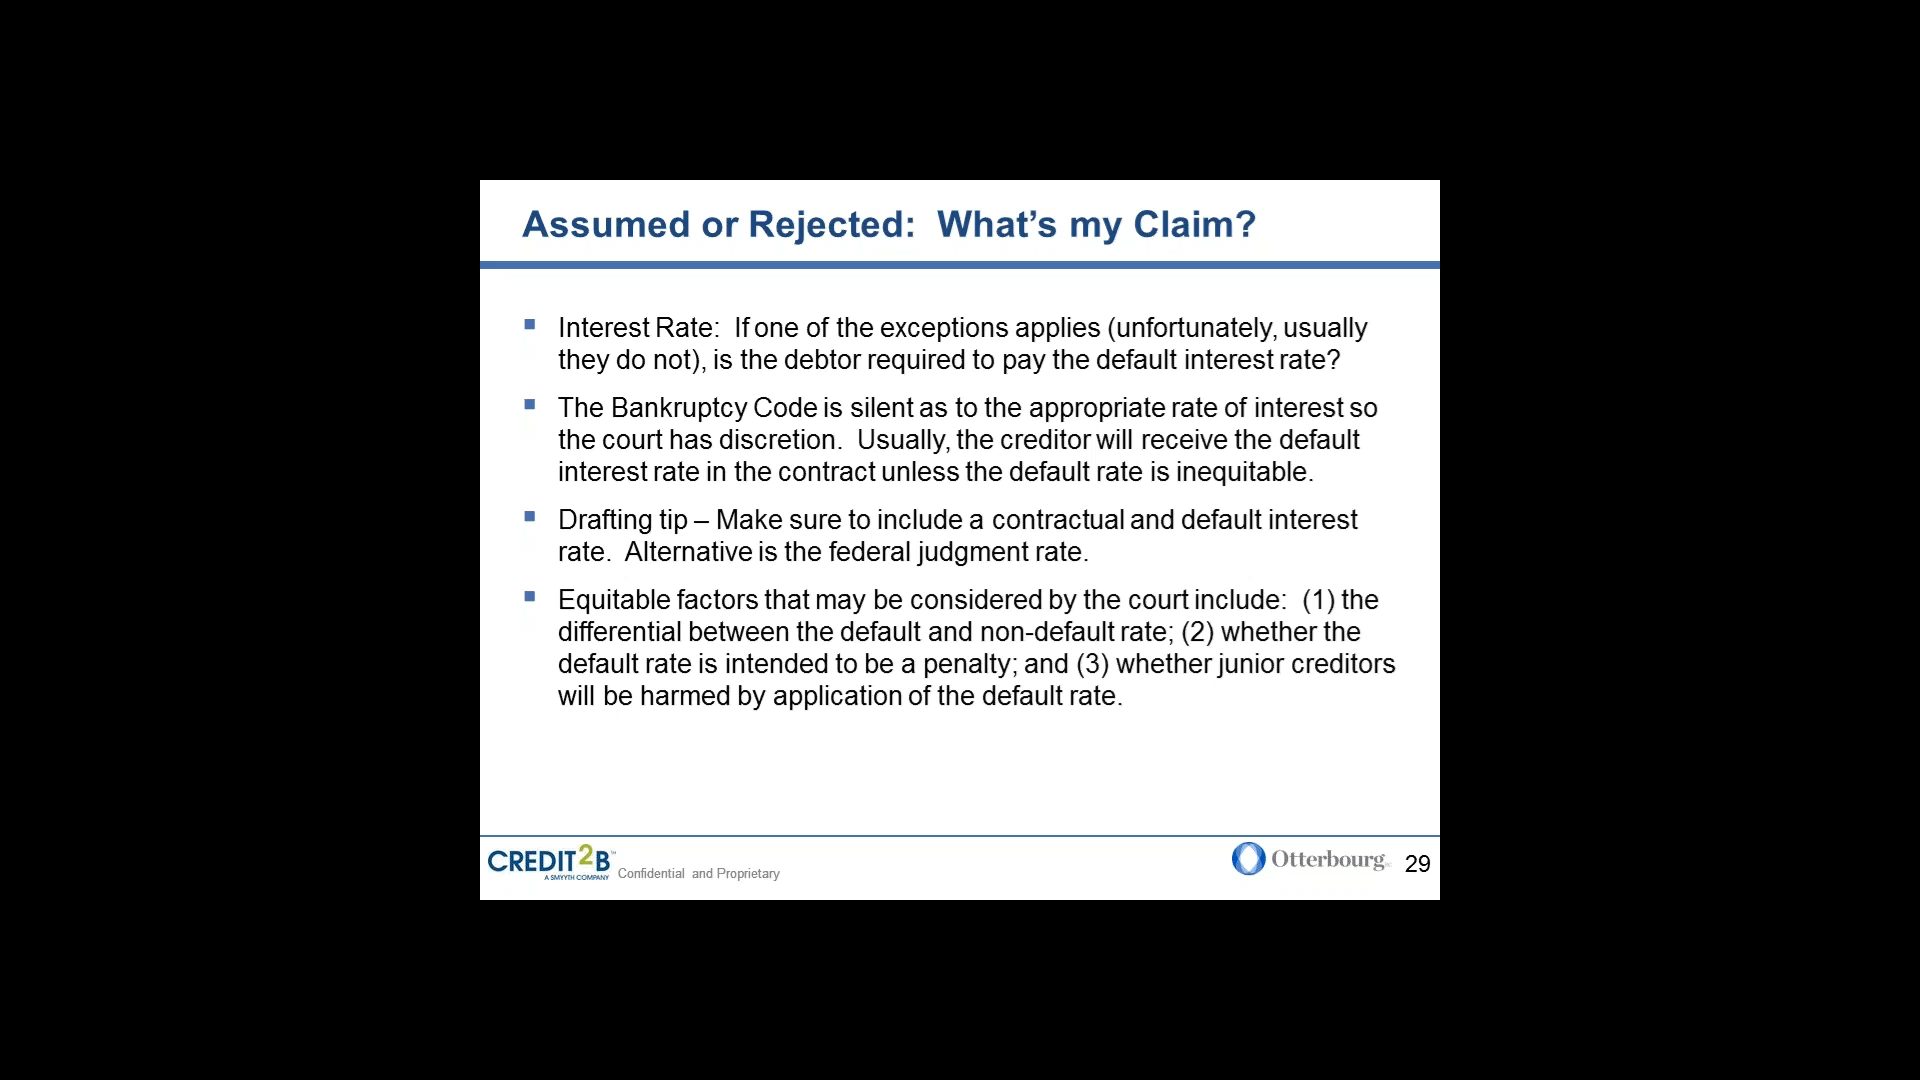 Assumed or Rejected:  What’s my Claim?
Interest Rate:  If one of the exceptions applies (unfortunately, usually
they do not), is the debtor required to pay the default interest rate?
The Bankruptcy Code is silent as to the appropriate rate of interest so
the court has discretion.  Usually, the creditor will receive the default
interest rate in the contract unless the default rate is inequitable.
Drafting tip – Make sure to include a contractual and default interest
rate.  Alternative is the federal judgment rate.
Equitable factors that may be considered by the court include:  (1) the
differential between the default and non-default rate; (2) whether the
default rate is intended to be a penalty; and (3) whether junior creditors
will be harmed by application of the default rate.
CREDIT2B™
A SMYYTH COMPANY
Confidential  and Proprietary
Otterbourg
29